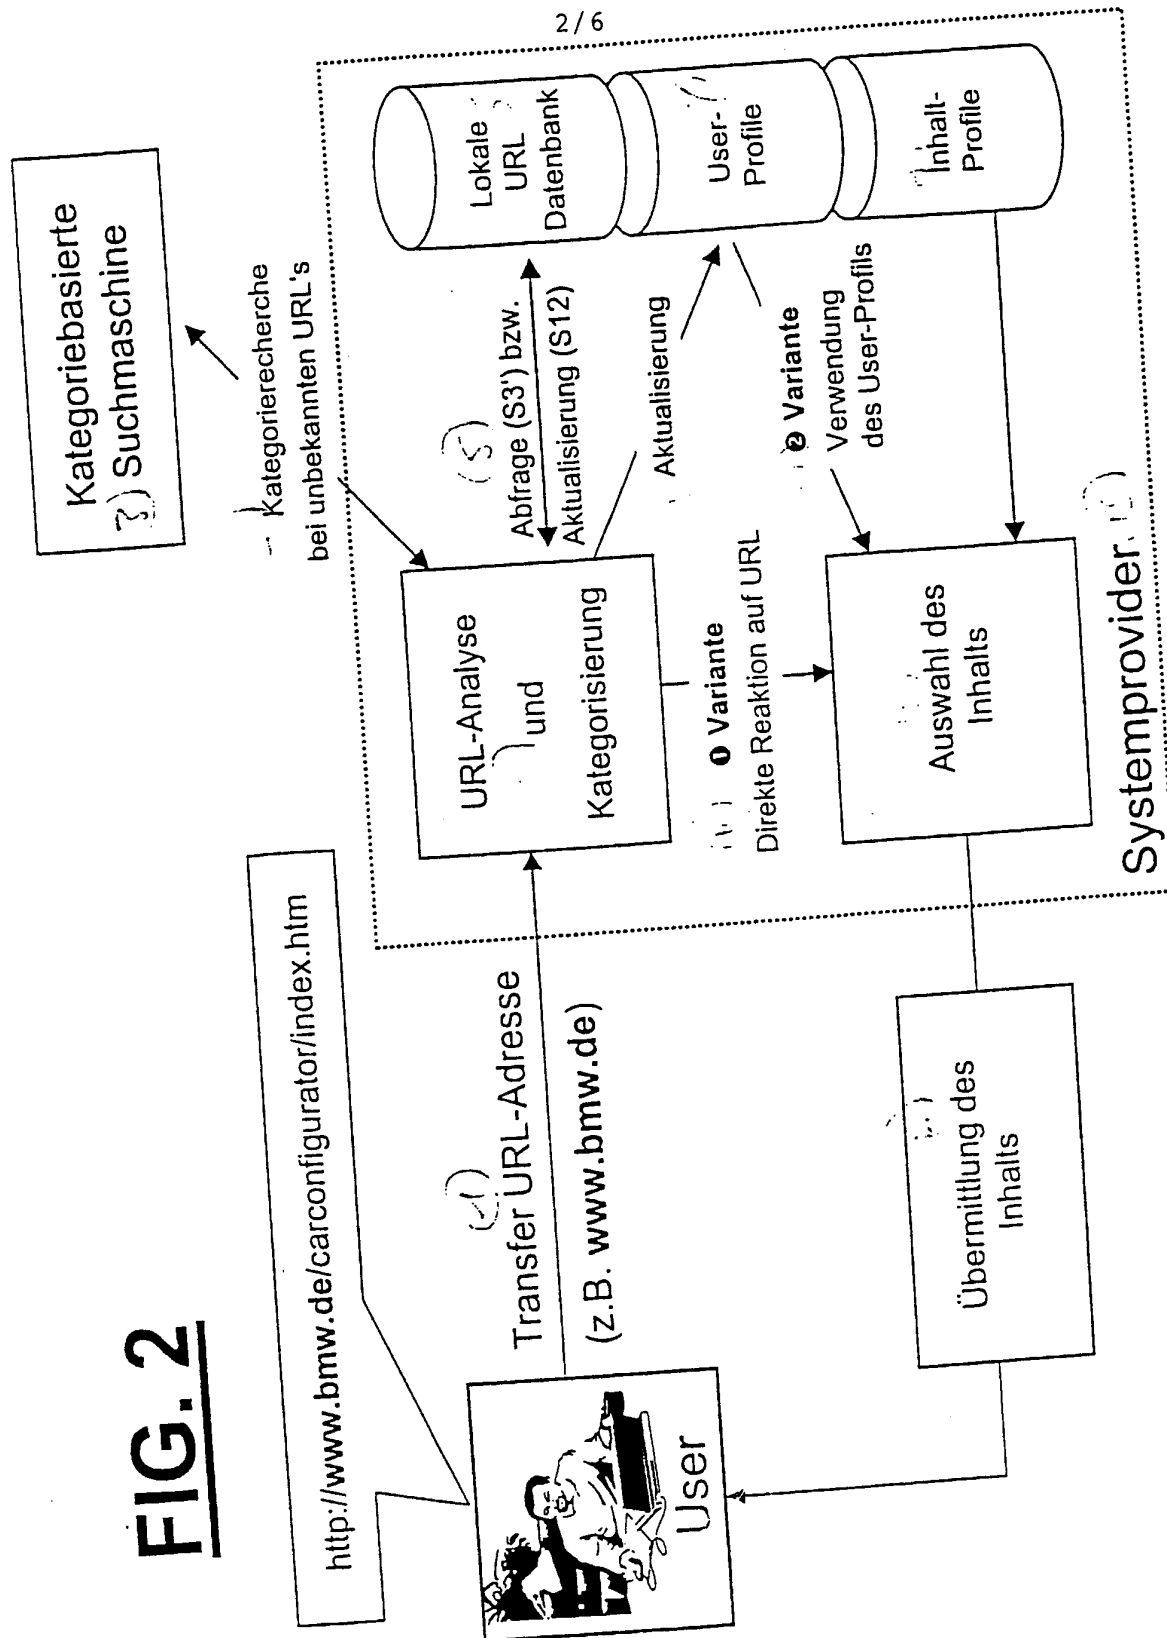 2/6
FIG. 2
http://www.bmw.de/carconfigurator/index.htm
User
Transfer URL-Adresse
(z.B. www.bmw.de)
Kategoriebasierte
Suchmaschine
Kategorierecherche
bei unbekannten URL's
URL-Analyse
und
Kategorisierung
Abfrage (S3') bzw.
Aktualisierung (S12)
Aktualisierung
Lokale
URL
Datenbank
User-
Profile
Inhalt-
Profile
❶ Variante
Direkte Reaktion auf URL
❷ Variante
Verwendung
des User-Profils
Auswahl des
Inhalts
Systemprovider
Übermittlung des
Inhalts